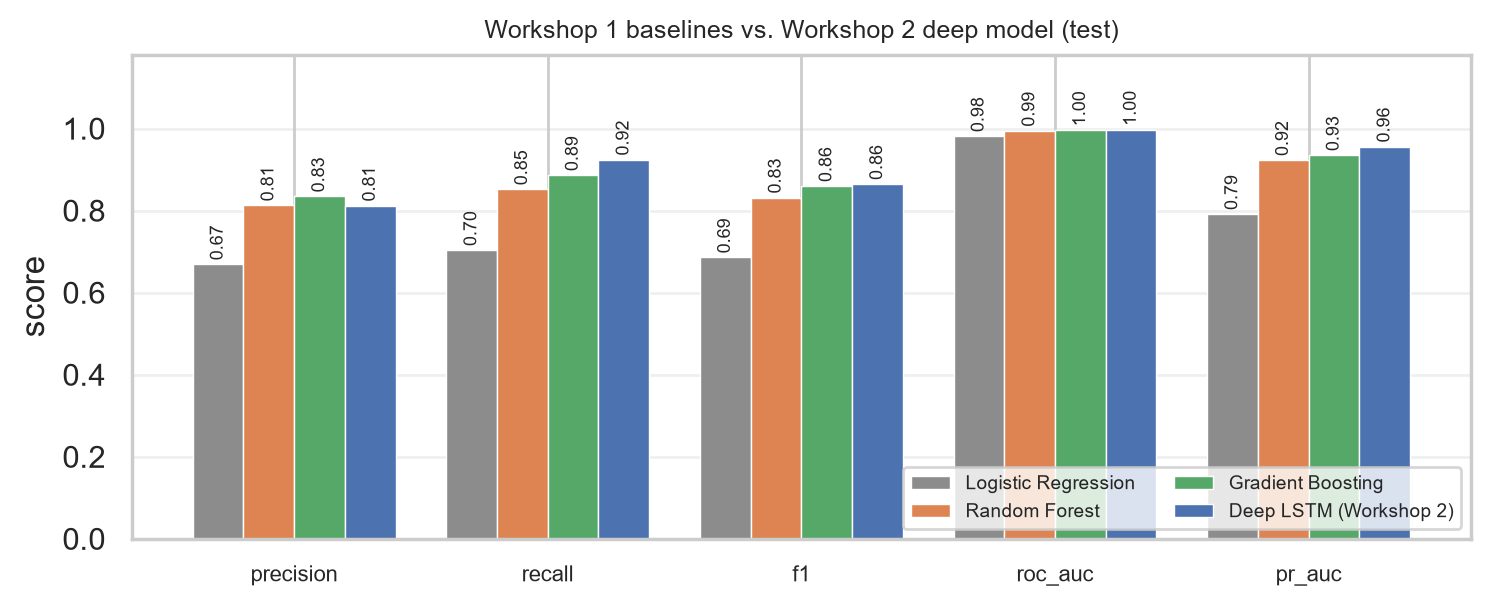 Workshop 1 baselines vs. Workshop 2 deep model (test)
score
1.0
0.8
0.6
0.4
0.2
0.0
0.67 0.81 0.83 0.81
0.70 0.85 0.89 0.92
0.69 0.83 0.86 0.86
0.98 0.99 1.00 1.00
0.79 0.92 0.93 0.96
Logistic Regression
Random Forest
Gradient Boosting
Deep LSTM (Workshop 2)
precision recall f1 roc_auc pr_auc